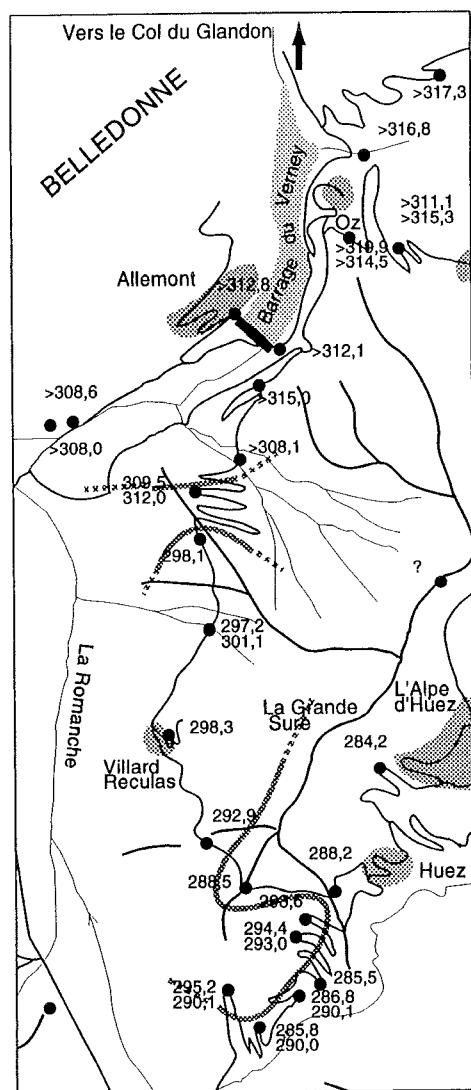 Vers le Col du Glandon
BELLEDONNE
>317,3
>316,8
Barrage du Verney
Oz
>311,1
>315,3
>314,5
Allemont
>312,8
>312,1
>315,0
>308,6
>308,0
>308,1
309,5
312,0
298,1
?
297,2
301,1
La Romanche
La Grande
Sure
L'Alpe
d'Huez
298,3
284,2
Villard
Reculas
292,9
288,2
Huez
288,5
293,6
294,4
293,0
285,5
295,2
290,1
286,8
290,1
285,8
290,0